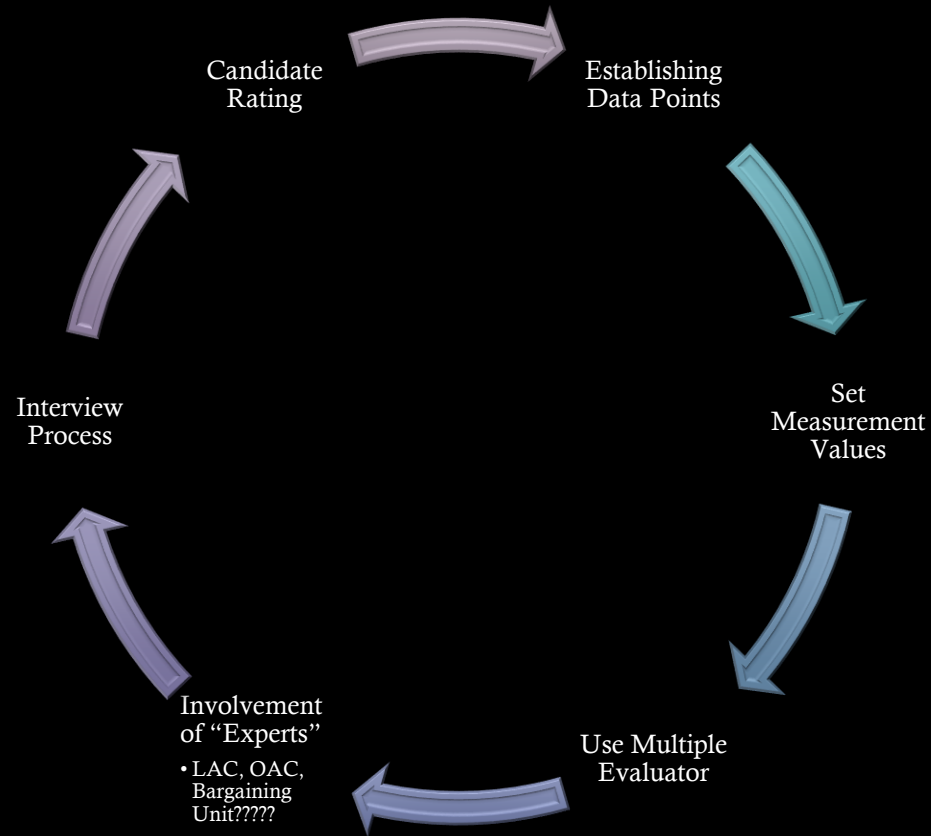 Candidate
Rating
Establishing
Data Points
Set
Measurement
Values
Use Multiple
Evaluator
Involvement
of “Experts”
• LAC, OAC,
Bargaining
Unit?????
Interview
Process